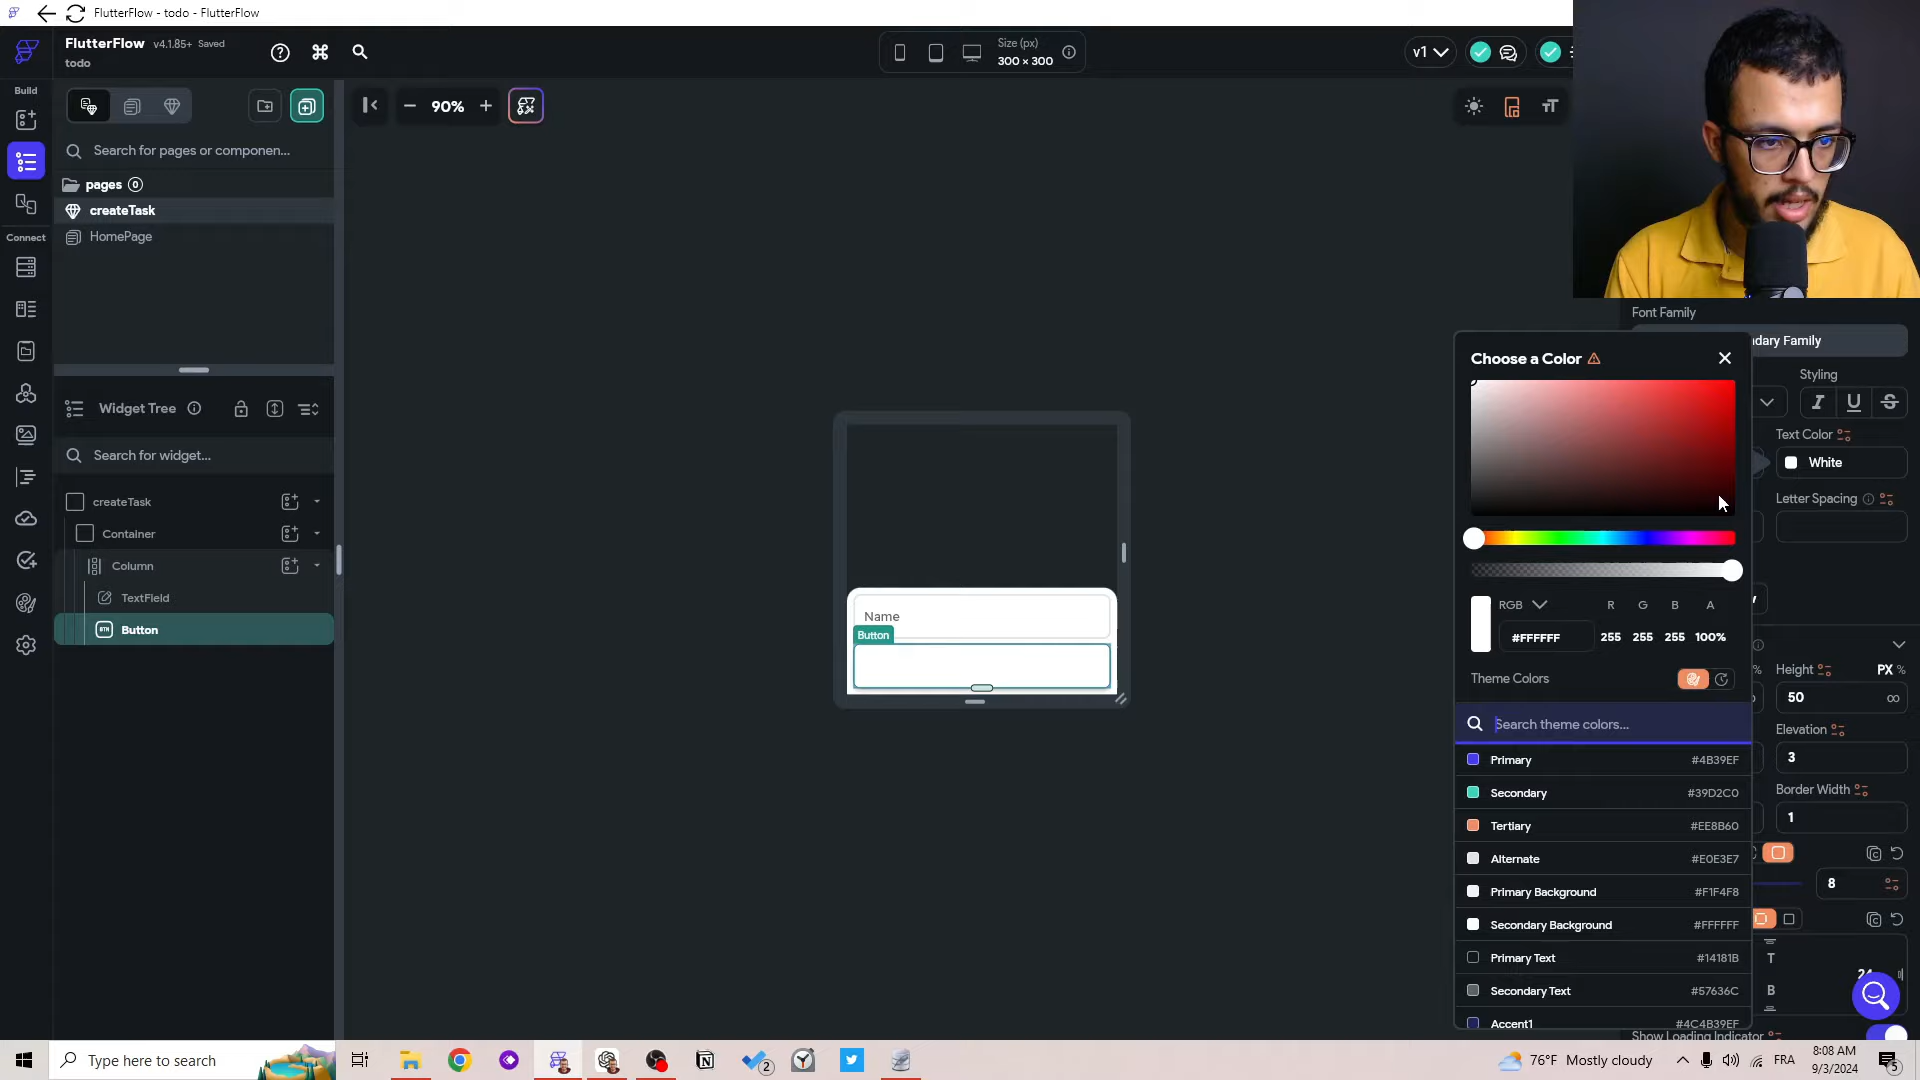 FlutterFlow - todo - FlutterFlow
FlutterFlow v4.1.85+ Saved
todo
Size (px)
300 × 300
v1
Build
90%
Search for pages or componen...
pages 0
createTask
HomePage
Connect
Widget Tree
Search for widget...
createTask
Container
Column
TextField
Button
Name
Button
Font Family
dary Family
Choose a Color
Styling
Text Color
White
Letter Spacing
RGB R G B A
#FFFFFF 255 255 255 100%
Theme Colors
Search theme colors...
Primary #4B39EF
Secondary #39D2C0
Tertiary #EE8B60
Alternate #E0E3E7
Primary Background #F1F4F8
Secondary Background #FFFFFF
Primary Text #14181B
Secondary Text #57636C
Accent1 #4C4B39EF
% Height PX %
50 ∞
Elevation
3
Border Width
1
8
T
24
B
Show Loading Indicator
Type here to search
2
76°F Mostly cloudy
FRA
8:08 AM
9/3/2024
5